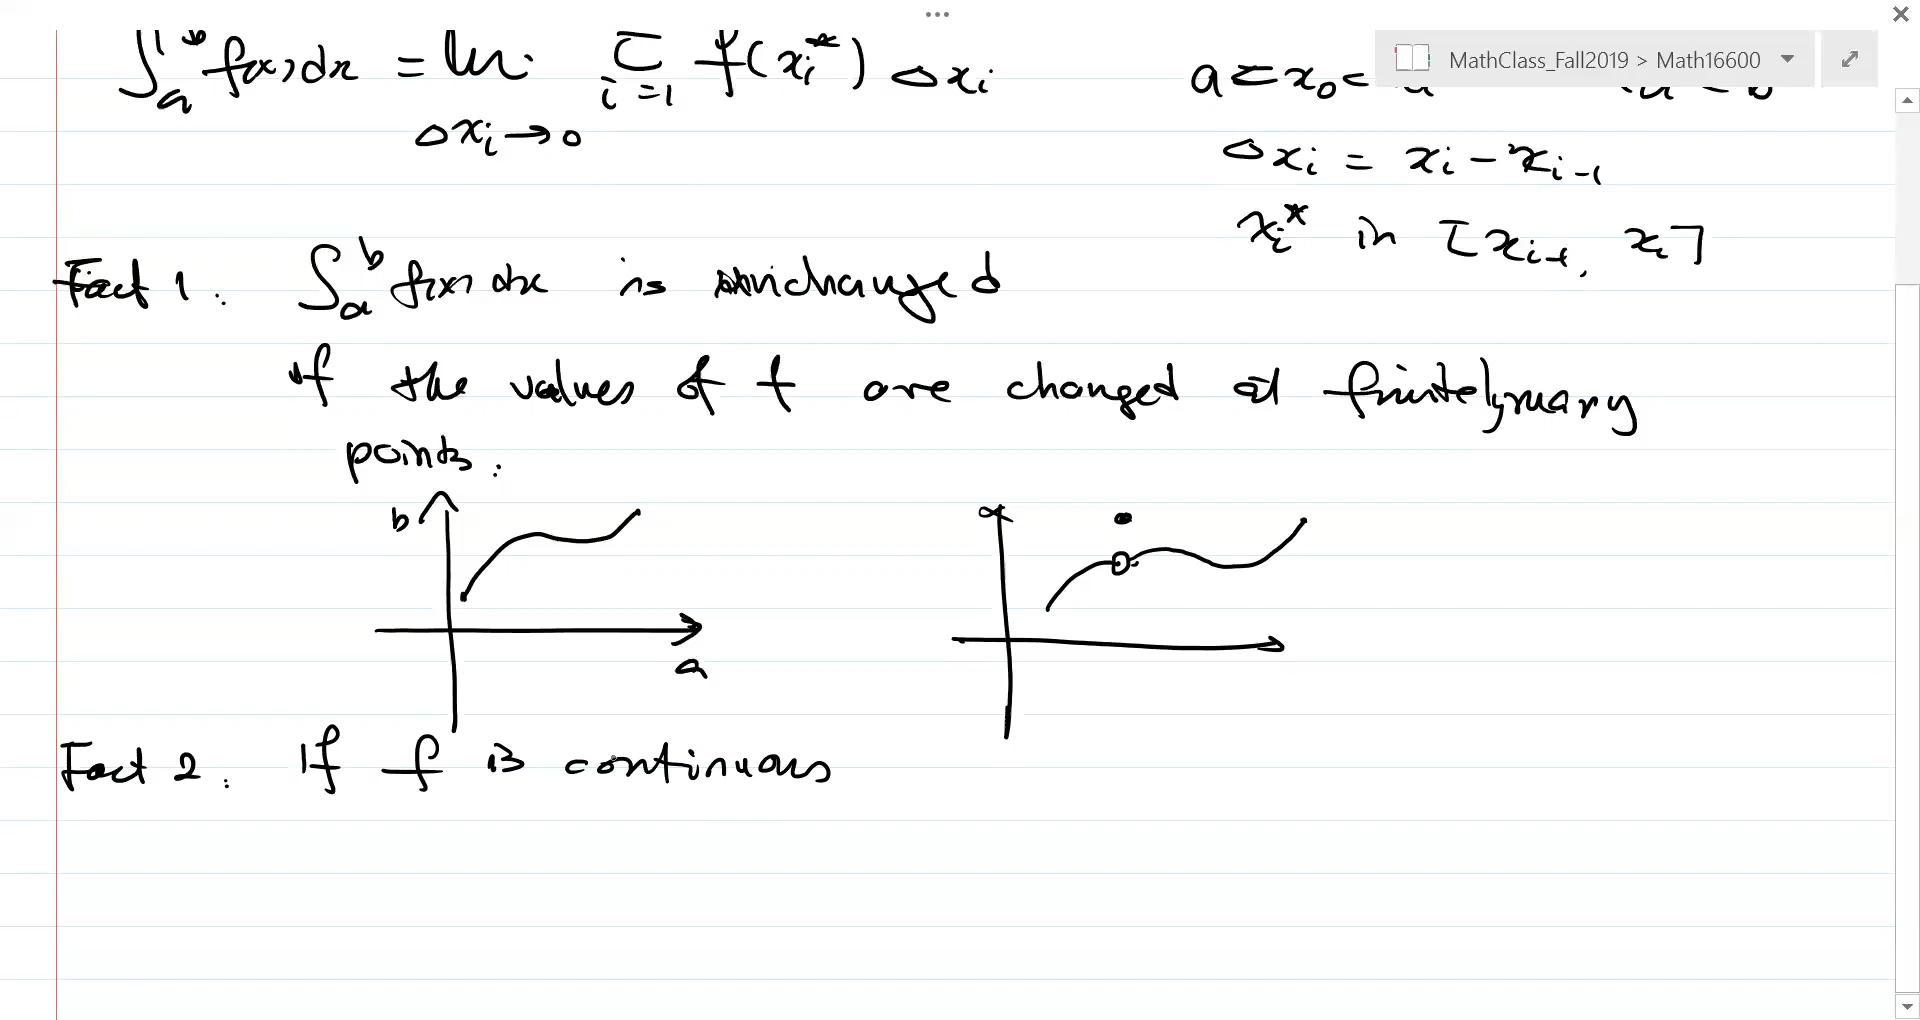 ∫_a^b f(x)dx = lim Σ_{i=1} f(x_i^*) Δx_i
Δx_i→0
MathClass_Fall2019 > Math16600
a = x_0 <
Δx_i = x_i - x_{i-1}
x_i^* in [x_{i-1}, x_i]
Fact 1. ∫_a^b f(x) dx is unchanged
if the values of f are changed at finitely many
points.
b
a
Fact 2. If f is continuous